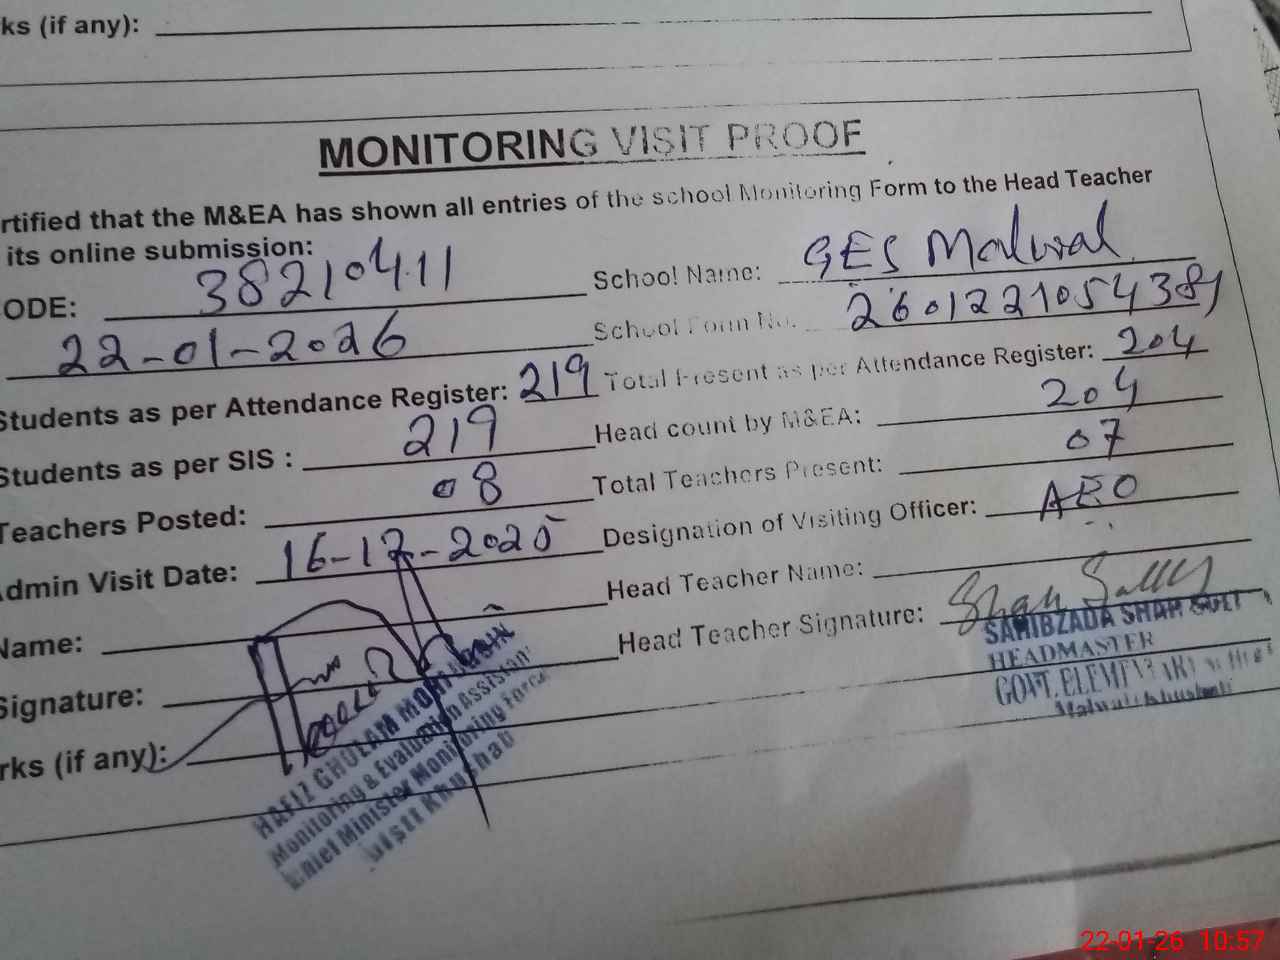 ks (if any):
MONITORING VISIT PROOF
rtified that the M&EA has shown all entries of the school Monitoring Form to the Head Teacher
its online submission:
ODE: 38210411 School Name: GES Malwal
22-01-2026 School Form No.
Students as per Attendance Register: 219 Total Present as per Attendance Register: 204
Students as per SIS : 219 Head count by M&EA: 204
Teachers Posted: 08 Total Teachers Present: 07
dmin Visit Date: 16-12-2025 Designation of Visiting Officer: AEO
Name: Head Teacher Name:
Signature: Head Teacher Signature:
SAHIBZADA SHAH
HEADMASTER
GOVT. ELEMENTARY
rks (if any):
HAFIZ GHULAM
Monitoring & Evaluation Assistant
Chief Minister Monitoring Force
Distt Khushab
22-01-26 10:57